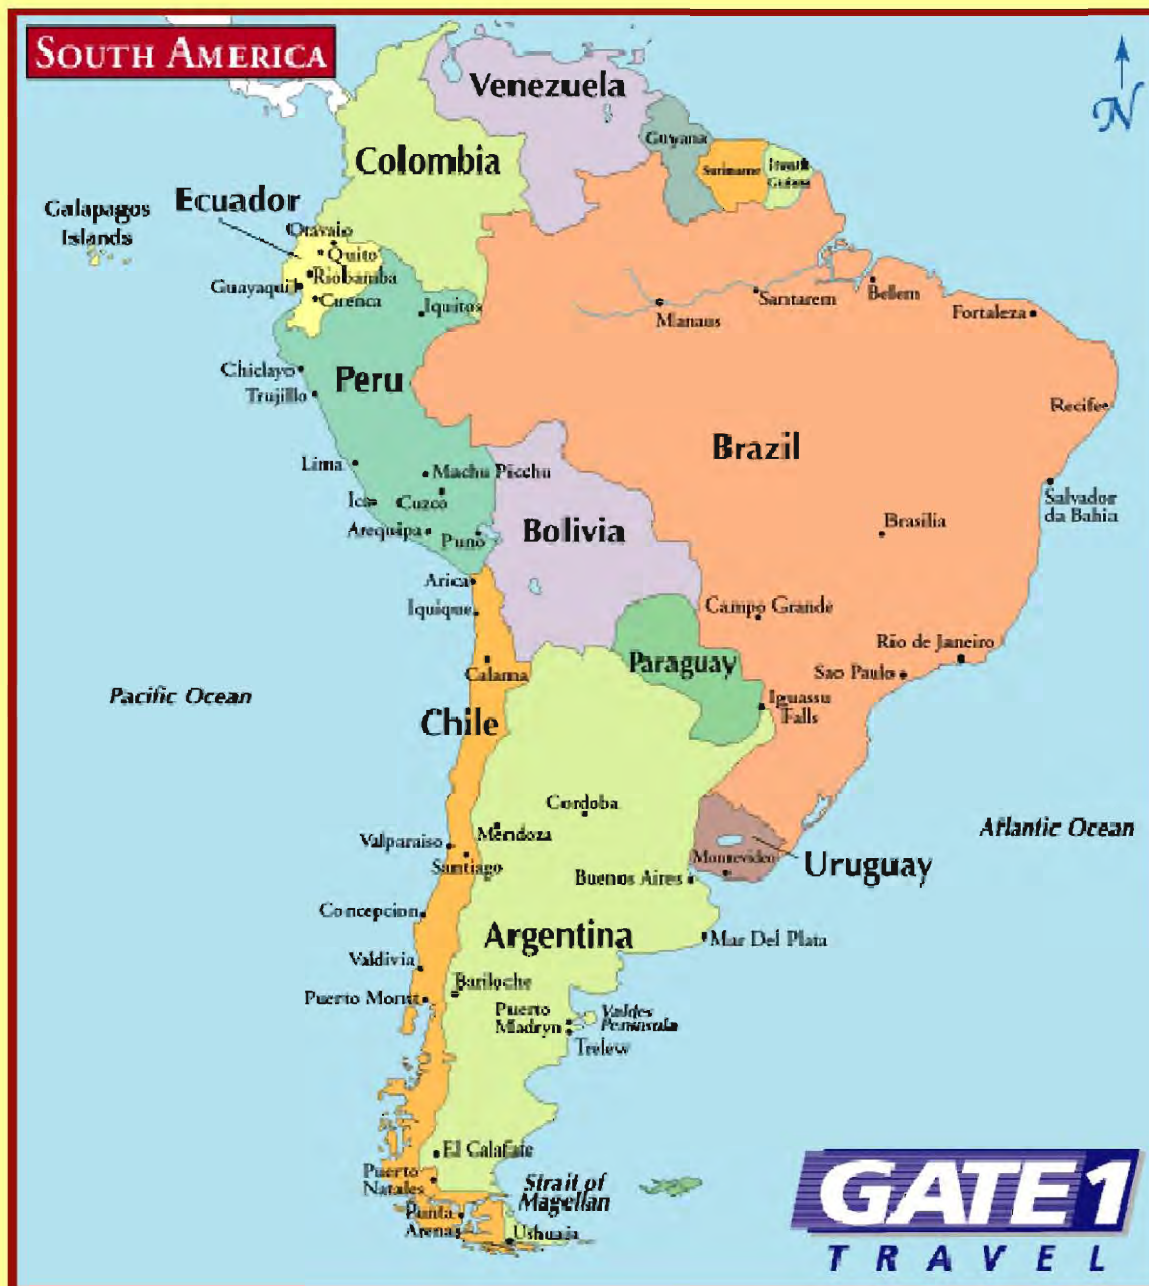 SOUTH AMERICA
N
Venezuela
Guyana
Suriname
French
Guiana
Colombia
Ecuador
Galapagos
Islands
Otavalo
Quito
Riobamba
Guayaquil
Cuenca
Iquitos
Manaus
Santarem
Belem
Fortaleza
Chiclayo
Trujillo
Peru
Recife
Brazil
Lima
Machu Picchu
Ica
Cuzco
Salvador
da Bahia
Arequipa
Puno
Bolivia
Brasilia
Arica
Iquique
Campo Grande
Rio de Janeiro
Calama
Paraguay
Sao Paulo
Iguassu
Falls
Pacific Ocean
Chile
Cordoba
Mendoza
Valparaiso
Santiago
Montevideo
Uruguay
Atlantic Ocean
Buenos Aires
Concepcion
Argentina
Mar Del Plata
Valdivia
Bariloche
Puerto Montt
Puerto
Madryn
Valdes
Peninsula
Trelew
El Calafate
Puerto
Natales
Strait of
Magellan
Punta
Arenas
Ushuaia
GATE 1
TRAVEL